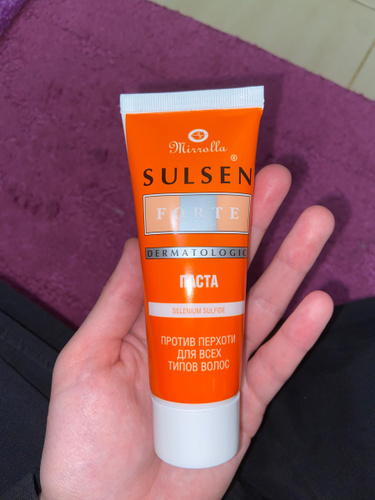 Mirrolla
SULSEN®
FORTE
DERMATOLOGIC
ПАСТА
SELENIUM SULFIDE
ПРОТИВ ПЕРХОТИ
ДЛЯ ВСЕХ
ТИПОВ ВОЛОС